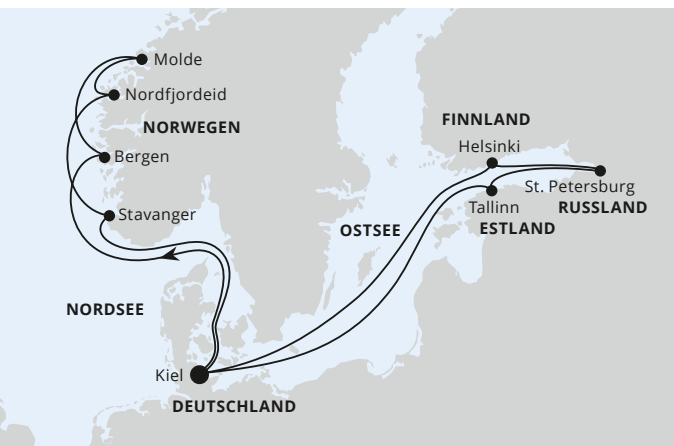 Molde
Nordfjordeid
NORWEGEN
FINNLAND
Helsinki
Bergen
St. Petersburg
Tallinn
RUSSLAND
Stavanger
OSTSEE
ESTLAND
NORDSEE
Kiel
DEUTSCHLAND